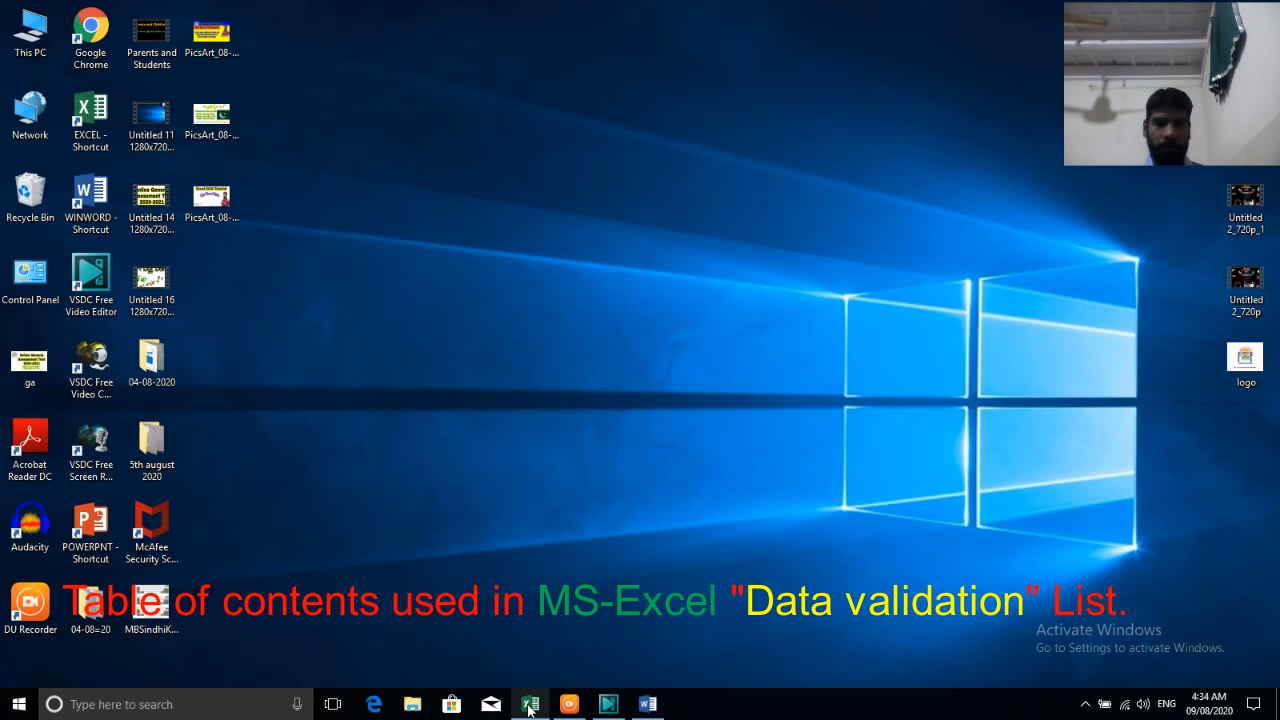 This PC
Google Chrome
Parents and Students
PicsArt_08-...
Network
EXCEL - Shortcut
Untitled 11 1280x720...
PicsArt_08-...
Recycle Bin
WINWORD - Shortcut
Untitled 14 1280x720...
PicsArt_08-...
Control Panel
VSDC Free Video Editor
Untitled 16 1280x720...
ga
VSDC Free Video C...
04-08-2020
Acrobat Reader DC
VSDC Free Screen R...
5th august 2020
Audacity
POWERPNT - Shortcut
McAfee Security Sc...
DU Recorder
04-08=20
MBSindhiK...
Untitled 2_720p_1
Untitled 2_720p
logo
Table of contents used in MS-Excel "Data validation" List.
Activate Windows
Go to Settings to activate Windows.
Type here to search
ENG
4:34 AM
09/08/2020